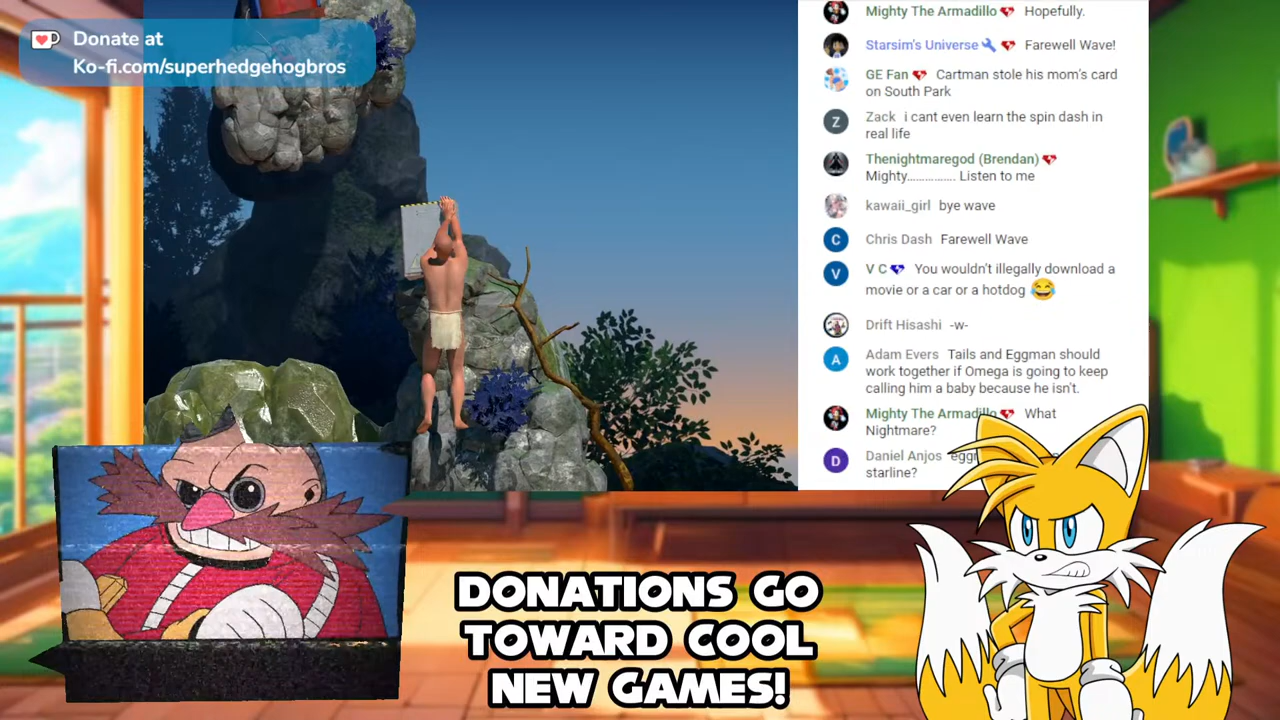 Donate at
Ko-fi.com/superhedgehogbros
Mighty The Armadillo Hopefully.
Starsim's Universe Farewell Wave!
GE Fan Cartman stole his mom's card
on South Park
Z
Zack i cant even learn the spin dash in
real life
Thenightmaregod (Brendan)
Mighty................ Listen to me
kawaii_girl bye wave
C
Chris Dash Farewell Wave
V
V C You wouldn't illegally download a
movie or a car or a hotdog
Drift Hisashi -w-
A
Adam Evers Tails and Eggman should
work together if Omega is going to keep
calling him a baby because he isn't.
Mighty The Armadillo What
Nightmare?
D
Daniel Anjos
starline?
DONATIONS GO
TOWARD COOL
NEW GAMES!